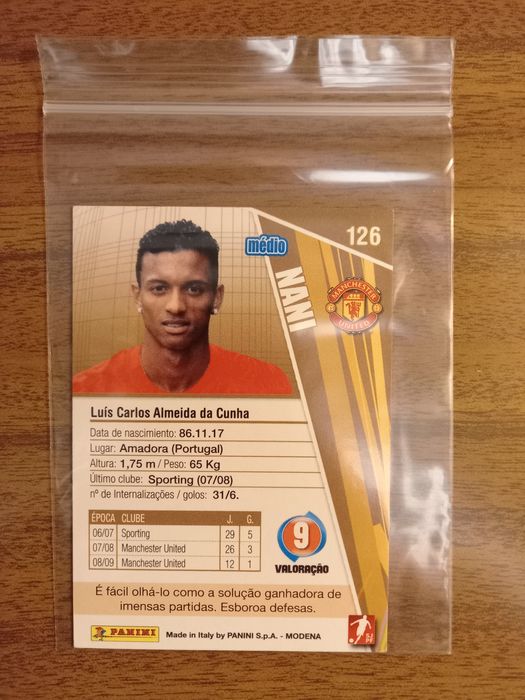 126
médio
NANI
MANCHESTER
UNITED
Luís Carlos Almeida da Cunha
Data de nascimento: 86.11.17
Lugar: Amadora (Portugal)
Altura: 1,75 m / Peso: 65 Kg
Último clube: Sporting (07/08)
nº de Internalizações / golos: 31/6.
ÉPOCA CLUBE J. G.
06/07 Sporting 29 5
07/08 Manchester United 26 3
08/09 Manchester United 12 1
9
VALORAÇÃO
É fácil olhá-lo como a solução ganhadora de
imensas partidas. Esboroa defesas.
PANINI
Made in Italy by PANINI S.p.A. - MODENA
SJPF